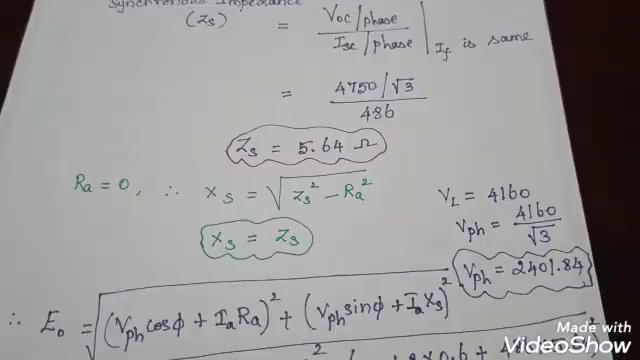 Synchronous Impedance
(Zs) = Voc/phase / Isc/phase | If is same
= 4750/√3 / 486
Zs = 5.64 Ω
Ra = 0, ∴ Xs = √(Zs² - Ra²)
Xs = Zs
VL = 4160
Vph = 4160/√3
Vph = 2401.84
∴ Eo = √((Vph cosϕ + Ia Ra)² + (Vph sinϕ + Ia Xs)²)
Made with
VideoShow